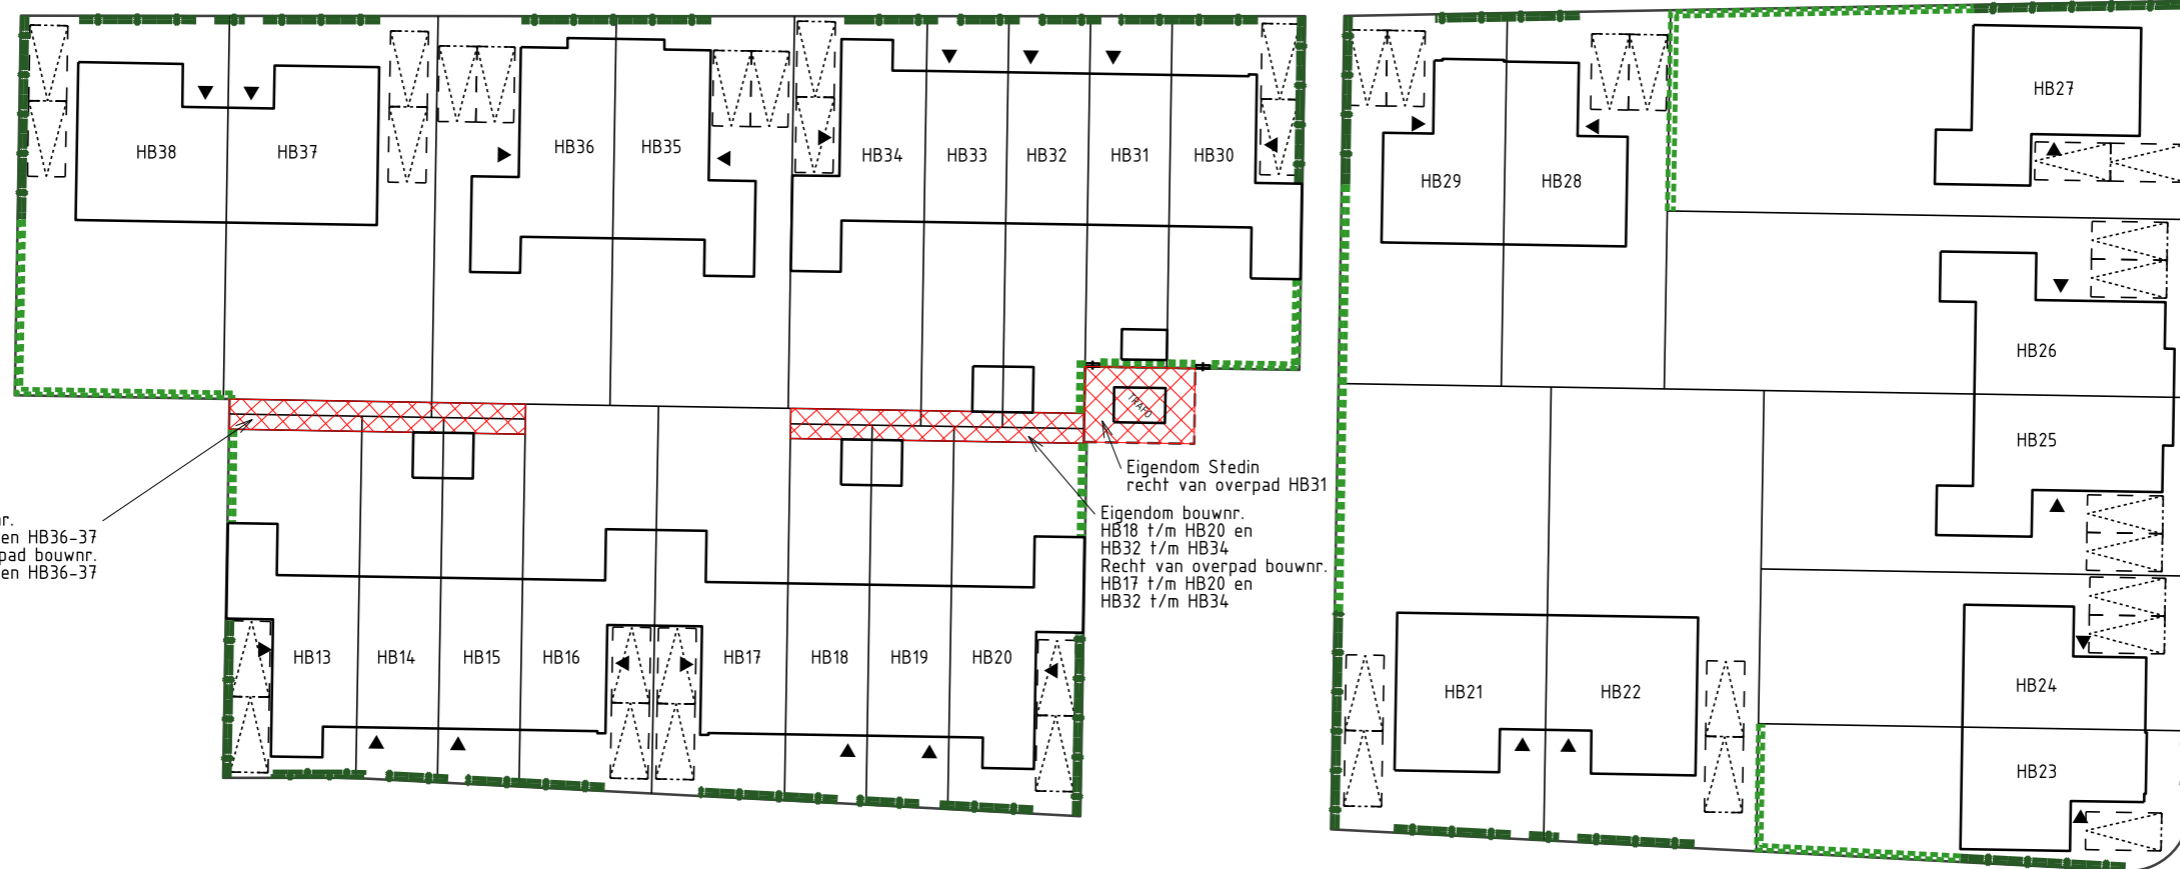 HB38
HB37
HB36
HB35
HB34
HB33
HB32
HB31
HB30
HB29
HB28
HB27
HB26
HB25
TRAFO
Eigendom Stedin
recht van overpad HB31
Eigendom bouwnr.
HB18 t/m HB20 en
HB32 t/m HB34
Recht van overpad bouwnr.
HB17 t/m HB20 en
HB32 t/m HB34
en HB36-37
bouwnr.
en HB36-37
HB13
HB14
HB15
HB16
HB17
HB18
HB19
HB20
HB21
HB22
HB24
HB23